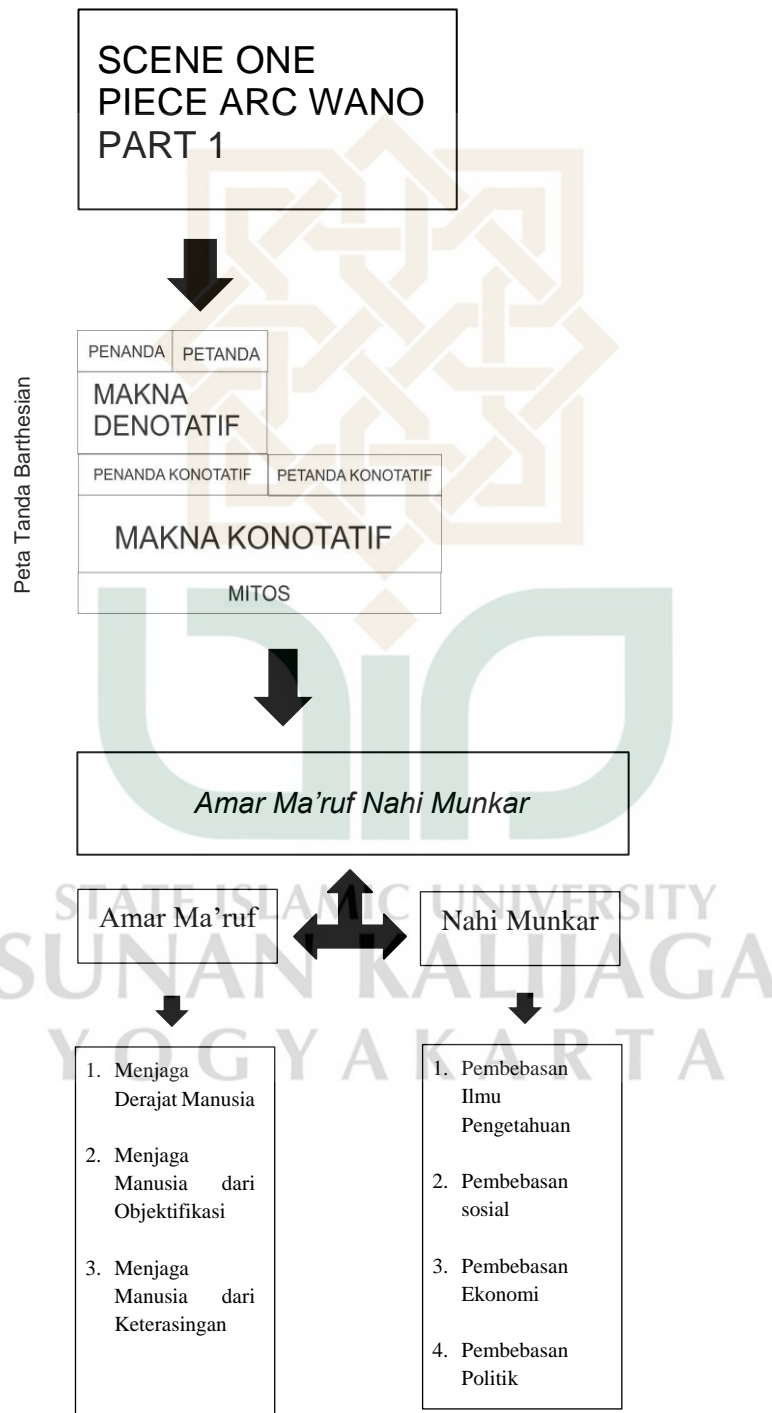 SCENE ONE
PIECE ARC WANO
PART 1
Peta Tanda Barthesian
PENANDA PETANDA
MAKNA
DENOTATIF
PENANDA KONOTATIF PETANDA KONOTATIF
MAKNA KONOTATIF
MITOS
Amar Ma'ruf Nahi Munkar
STATE ISLAMIC UNIVERSITY
SUNAN KALIJAGA
YOGYAKARTA
Amar Ma'ruf
Nahi Munkar
1. Menjaga
Derajat Manusia
2. Menjaga
Manusia dari
Objektifikasi
3. Menjaga
Manusia dari
Keterasingan
1. Pembebasan
Ilmu
Pengetahuan
2. Pembebasan
sosial
3. Pembebasan
Ekonomi
4. Pembebasan
Politik